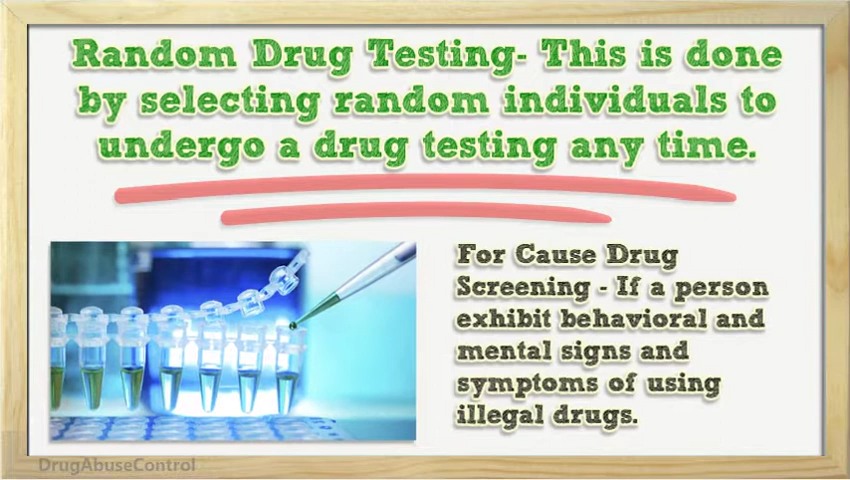 Random Drug Testing- This is done
by selecting random individuals to
undergo a drug testing any time.
For Cause Drug
Screening - If a person
exhibit behavioral and
mental signs and
symptoms of using
illegal drugs.
DrugAbuseControl